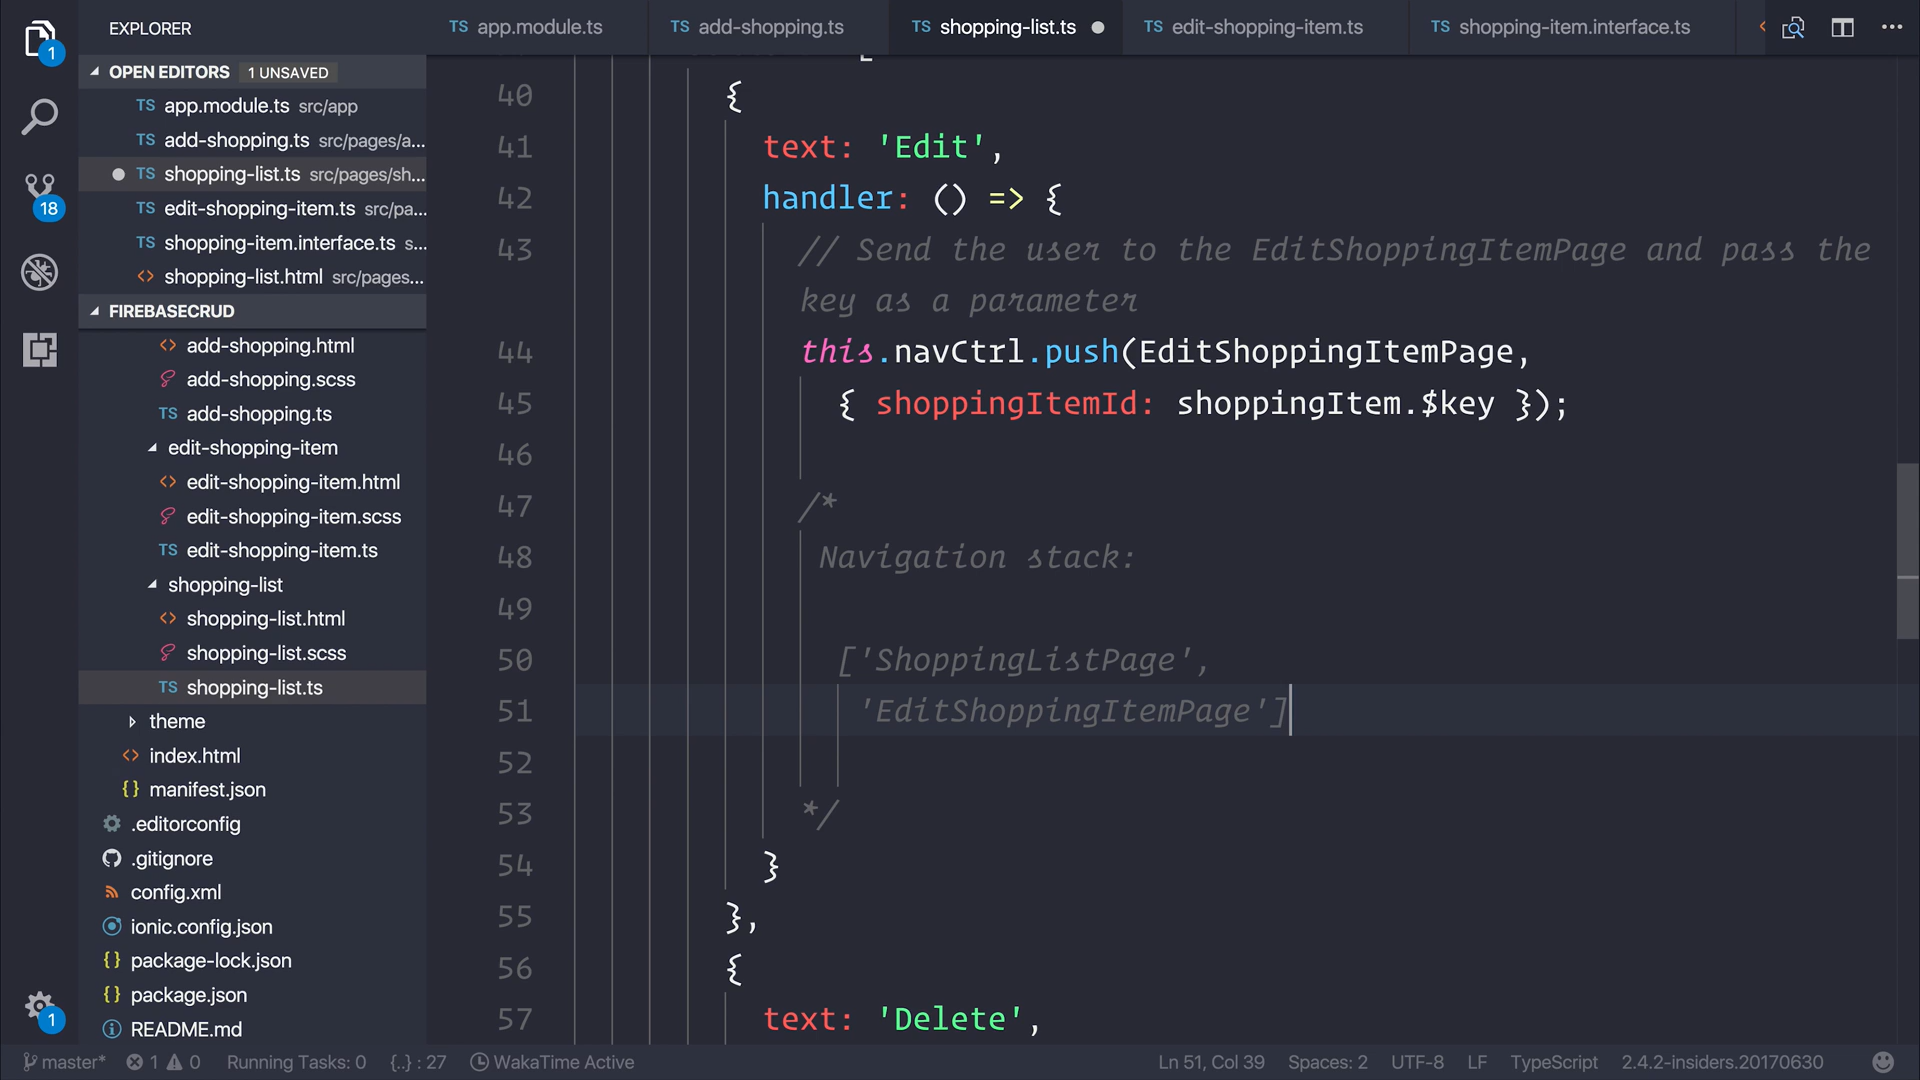 EXPLORER
TS app.module.ts
TS add-shopping.ts
TS shopping-list.ts
TS edit-shopping-item.ts
TS shopping-item.interface.ts
1
OPEN EDITORS 1 UNSAVED
TS app.module.ts src/app
TS add-shopping.ts src/pages/a...
TS shopping-list.ts src/pages/sh...
TS edit-shopping-item.ts src/pa...
TS shopping-item.interface.ts s...
<> shopping-list.html src/pages...
18
FIREBASECRUD
<> add-shopping.html
add-shopping.scss
TS add-shopping.ts
edit-shopping-item
<> edit-shopping-item.html
edit-shopping-item.scss
TS edit-shopping-item.ts
shopping-list
<> shopping-list.html
shopping-list.scss
TS shopping-list.ts
theme
<> index.html
{} manifest.json
.editorconfig
.gitignore
config.xml
ionic.config.json
{} package-lock.json
{} package.json
README.md
1
40 {
41 text: 'Edit',
42 handler: () => {
43 // Send the user to the EditShoppingItemPage and pass the
key as a parameter
44 this.navCtrl.push(EditShoppingItemPage,
45 { shoppingItemId: shoppingItem.$key });
46
47 /*
48 Navigation stack:
49
50 ['ShoppingListPage',
51 'EditShoppingItemPage']
52
53 */
54 }
55 },
56 {
57 text: 'Delete',
master* 1 0 Running Tasks: 0 {..} : 27 WakaTime Active Ln 51, Col 39 Spaces: 2 UTF-8 LF TypeScript 2.4.2-insiders.20170630